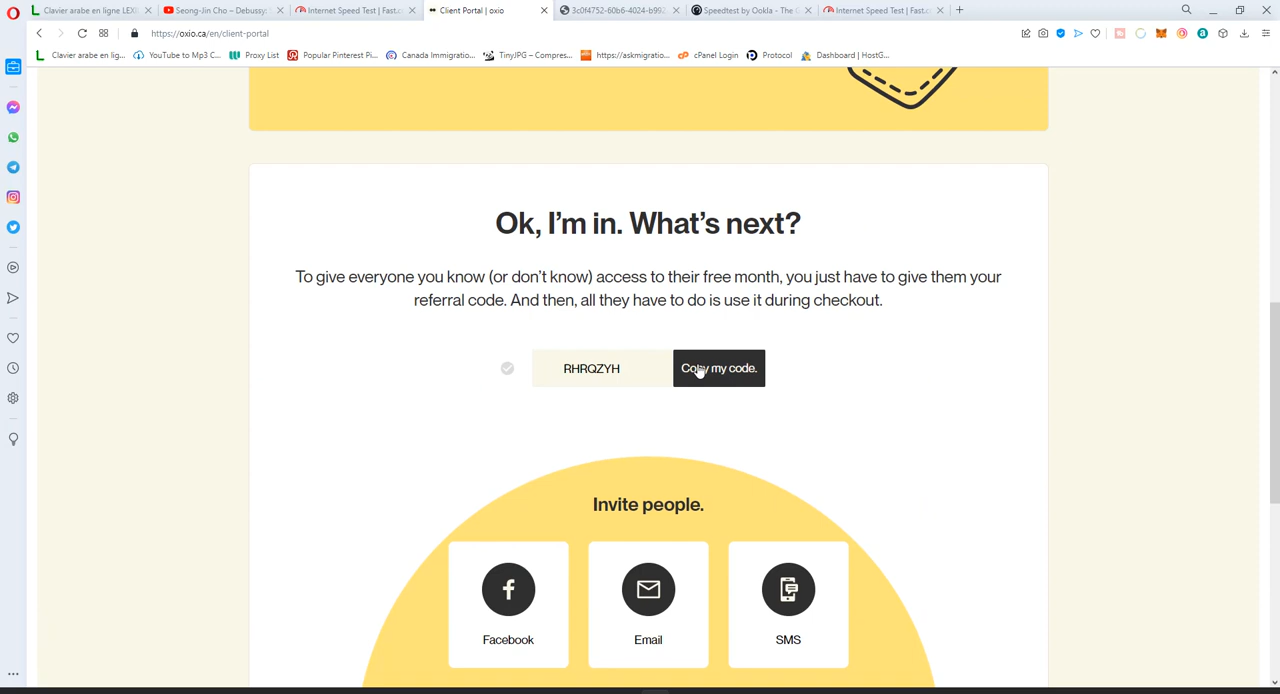 Clavier arabe en ligne LEXI
Seong-Jin Cho – Debussy:
Internet Speed Test | Fast.c
Client Portal | oxio
3c0f4752-60b6-4024-b992
Speedtest by Ookla - The G
Internet Speed Test | Fast.c
https://oxio.ca/en/client-portal
Clavier arabe en lig...
YouTube to Mp3 C...
Proxy List
Popular Pinterest Pi...
Canada Immigratio...
TinyJPG – Compres...
https://askmigratio...
cPanel Login
Protocol
Dashboard | HostG...
Ok, I'm in. What's next?
To give everyone you know (or don't know) access to their free month, you just have to give them your
referral code. And then, all they have to do is use it during checkout.
RHRQZYH
Copy my code.
Invite people.
Facebook
Email
SMS